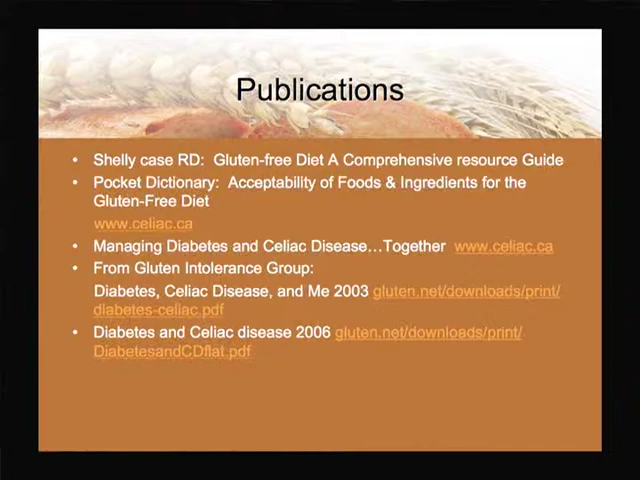 Publications
• Shelly case RD: Gluten-free Diet A Comprehensive resource Guide
• Pocket Dictionary: Acceptability of Foods & Ingredients for the
Gluten-Free Diet
www.celiac.ca
• Managing Diabetes and Celiac Disease…Together www.celiac.ca
• From Gluten Intolerance Group:
Diabetes, Celiac Disease, and Me 2003 gluten.net/downloads/print/
diabetes-celiac.pdf
• Diabetes and Celiac disease 2006 gluten.net/downloads/print/
DiabetesandCDflat.pdf